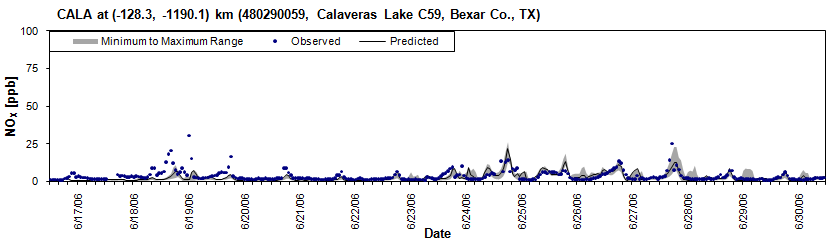 CALA at (-128.3, -1190.1) km (480290059, Calaveras Lake C59, Bexar Co., TX)
Minimum to Maximum Range Observed Predicted
100
75
50
25
0
NOx [ppb]
6/17/06 6/18/06 6/19/06 6/20/06 6/21/06 6/22/06 6/23/06 6/24/06 6/25/06 6/26/06 6/27/06 6/28/06 6/29/06 6/30/06
Date